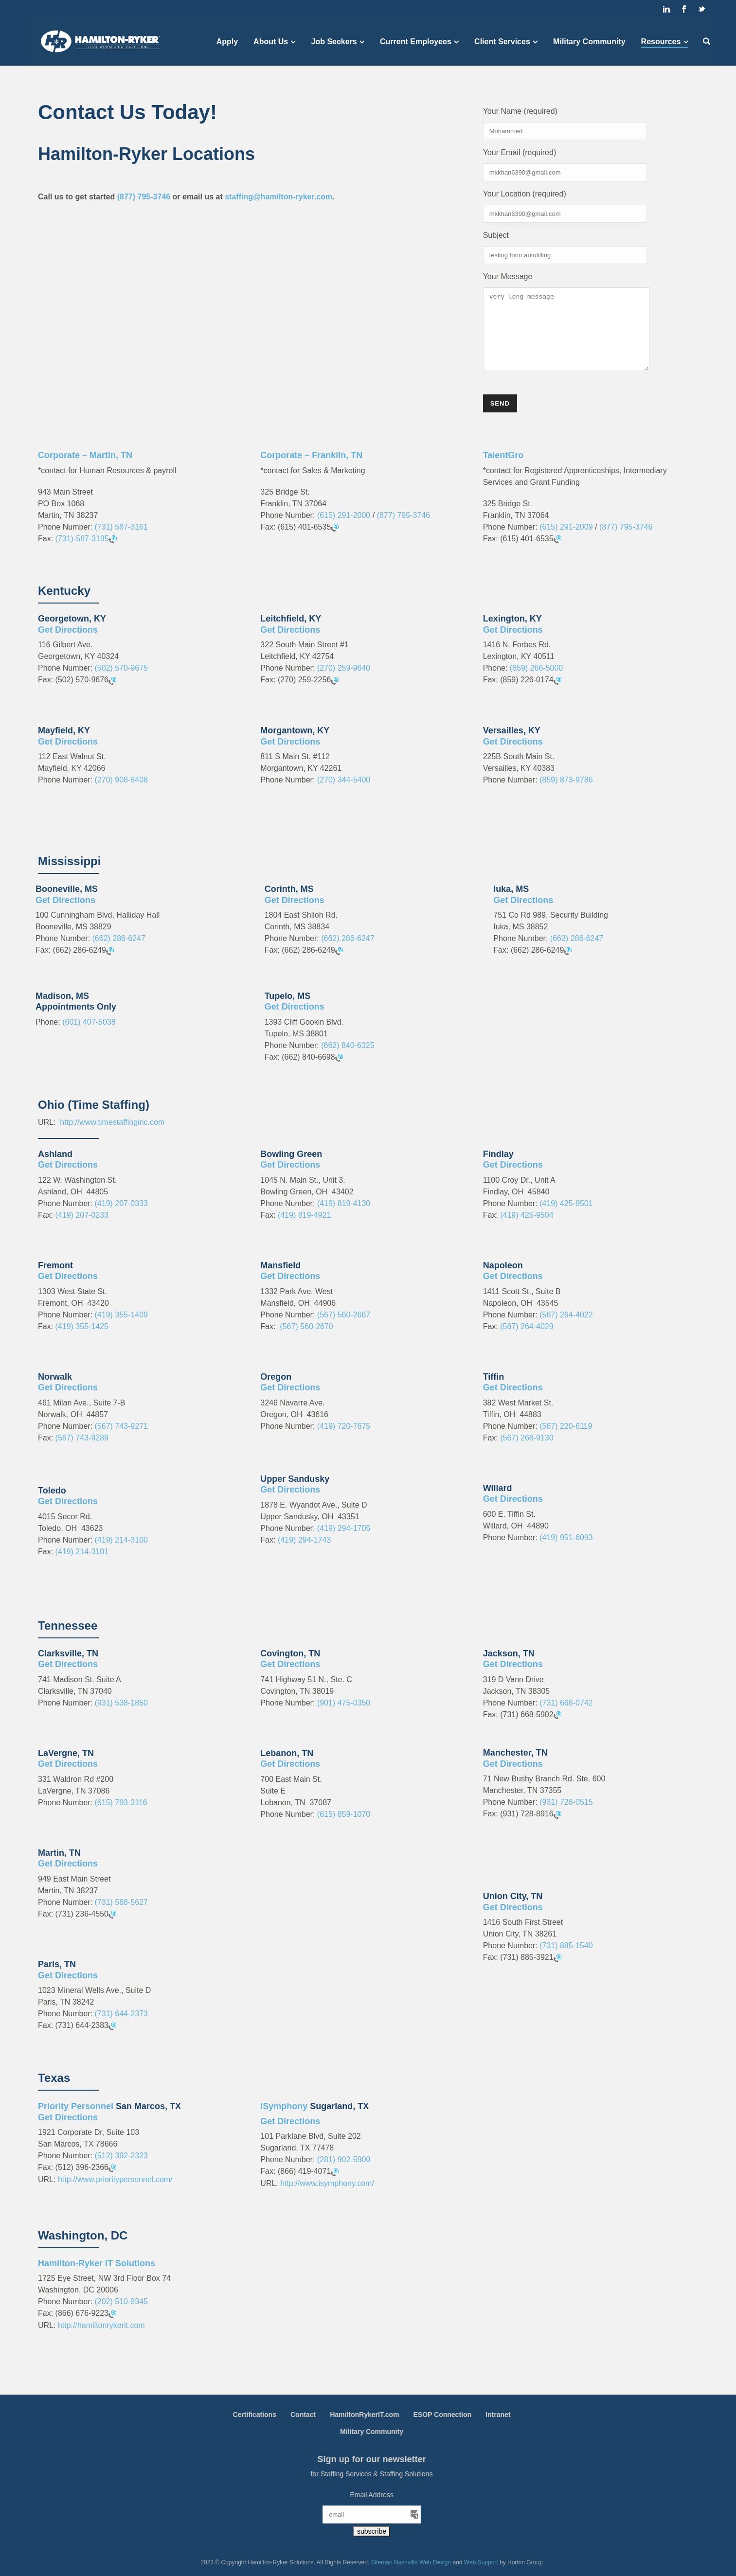 HAMILTON-RYKER
TOTAL WORKFORCE SOLUTIONS
Apply
About Us
Job Seekers
Current Employees
Client Services
Military Community
Resources
Contact Us Today!
Hamilton-Ryker Locations
Call us to get started (877) 795-3746 or email us at staffing@hamilton-ryker.com.
Your Name (required)
Mohammed
Your Email (required)
mkkhan6390@gmail.com
Your Location (required)
mkkhan6390@gmail.com
Subject
testing form autofilling
Your Message
very long message
SEND
Corporate – Martin, TN
*contact for Human Resources & payroll
943 Main Street
PO Box 1068
Martin, TN 38237
Phone Number: (731) 587-3161
Fax: (731)-587-3195
Corporate – Franklin, TN
*contact for Sales & Marketing
325 Bridge St.
Franklin, TN 37064
Phone Number: (615) 291-2000 / (877) 795-3746
Fax: (615) 401-6535
TalentGro
*contact for Registered Apprenticeships, Intermediary
Services and Grant Funding
325 Bridge St.
Franklin, TN 37064
Phone Number: (615) 291-2009 / (877) 795-3746
Fax: (615) 401-6535
Kentucky
Georgetown, KY
Get Directions
116 Gilbert Ave.
Georgetown, KY 40324
Phone Number: (502) 570-9675
Fax: (502) 570-9676
Leitchfield, KY
Get Directions
322 South Main Street #1
Leitchfield, KY 42754
Phone Number: (270) 259-9640
Fax: (270) 259-2256
Lexington, KY
Get Directions
1416 N. Forbes Rd.
Lexington, KY 40511
Phone: (859) 266-5000
Fax: (859) 226-0174
Mayfield, KY
Get Directions
112 East Walnut St.
Mayfield, KY 42066
Phone Number: (270) 908-8408
Morgantown, KY
Get Directions
811 S Main St. #112
Morgantown, KY 42261
Phone Number: (270) 344-5400
Versailles, KY
Get Directions
225B South Main St.
Versailles, KY 40383
Phone Number: (859) 873-9786
Mississippi
Booneville, MS
Get Directions
100 Cunningham Blvd, Halliday Hall
Booneville, MS 38829
Phone Number: (662) 286-6247
Fax: (662) 286-6249
Corinth, MS
Get Directions
1804 East Shiloh Rd.
Corinth, MS 38834
Phone Number: (662) 286-6247
Fax: (662) 286-6249
Iuka, MS
Get Directions
751 Co Rd 989, Security Building
Iuka, MS 38852
Phone Number: (662) 286-6247
Fax: (662) 286-6249
Madison, MS
Appointments Only
Phone: (601) 407-5038
Tupelo, MS
Get Directions
1393 Cliff Gookin Blvd.
Tupelo, MS 38801
Phone Number: (662) 840-6325
Fax: (662) 840-6698
Ohio (Time Staffing)
URL: http://www.timestaffinginc.com
Ashland
Get Directions
122 W. Washington St.
Ashland, OH 44805
Phone Number: (419) 207-0333
Fax: (419) 207-0233
Bowling Green
Get Directions
1045 N. Main St., Unit 3.
Bowling Green, OH 43402
Phone Number: (419) 819-4130
Fax: (419) 819-4921
Findlay
Get Directions
1100 Croy Dr., Unit A
Findlay, OH 45840
Phone Number: (419) 425-9501
Fax: (419) 425-9504
Fremont
Get Directions
1303 West State St.
Fremont, OH 43420
Phone Number: (419) 355-1409
Fax: (419) 355-1425
Mansfield
Get Directions
1332 Park Ave. West
Mansfield, OH 44906
Phone Number: (567) 560-2667
Fax: (567) 560-2670
Napoleon
Get Directions
1411 Scott St., Suite B
Napoleon, OH 43545
Phone Number: (567) 264-4022
Fax: (567) 264-4029
Norwalk
Get Directions
461 Milan Ave., Suite 7-B
Norwalk, OH 44857
Phone Number: (567) 743-9271
Fax: (567) 743-9289
Oregon
Get Directions
3246 Navarre Ave.
Oregon, OH 43616
Phone Number: (419) 720-7675
Tiffin
Get Directions
382 West Market St.
Tiffin, OH 44883
Phone Number: (567) 220-6119
Fax: (567) 268-9130
Toledo
Get Directions
4015 Secor Rd.
Toledo, OH 43623
Phone Number: (419) 214-3100
Fax: (419) 214-3101
Upper Sandusky
Get Directions
1878 E. Wyandot Ave., Suite D
Upper Sandusky, OH 43351
Phone Number: (419) 294-1705
Fax: (419) 294-1743
Willard
Get Directions
600 E. Tiffin St.
Willard, OH 44890
Phone Number: (419) 951-6093
Tennessee
Clarksville, TN
Get Directions
741 Madison St. Suite A
Clarksville, TN 37040
Phone Number: (931) 538-1850
Covington, TN
Get Directions
741 Highway 51 N., Ste. C
Covington, TN 38019
Phone Number: (901) 475-0350
Jackson, TN
Get Directions
319 D Vann Drive
Jackson, TN 38305
Phone Number: (731) 668-0742
Fax: (731) 668-5902
LaVergne, TN
Get Directions
331 Waldron Rd #200
LaVergne, TN 37086
Phone Number: (615) 793-3116
Lebanon, TN
Get Directions
700 East Main St.
Suite E
Lebanon, TN 37087
Phone Number: (615) 859-1070
Manchester, TN
Get Directions
71 New Bushy Branch Rd. Ste. 600
Manchester, TN 37355
Phone Number: (931) 728-0515
Fax: (931) 728-8916
Martin, TN
Get Directions
949 East Main Street
Martin, TN 38237
Phone Number: (731) 588-5627
Fax: (731) 236-4550
Union City, TN
Get Directions
1416 South First Street
Union City, TN 38261
Phone Number: (731) 885-1540
Fax: (731) 885-3921
Paris, TN
Get Directions
1023 Mineral Wells Ave., Suite D
Paris, TN 38242
Phone Number: (731) 644-2373
Fax: (731) 644-2383
Texas
Priority Personnel San Marcos, TX
Get Directions
1921 Corporate Dr, Suite 103
San Marcos, TX 78666
Phone Number: (512) 392-2323
Fax: (512) 396-2366
URL: http://www.prioritypersonnel.com/
iSymphony Sugarland, TX
Get Directions
101 Parklane Blvd, Suite 202
Sugarland, TX 77478
Phone Number: (281) 902-5900
Fax: (866) 419-4071
URL: http://www.isymphony.com/
Washington, DC
Hamilton-Ryker IT Solutions
1725 Eye Street, NW 3rd Floor Box 74
Washington, DC 20006
Phone Number: (202) 510-9345
Fax: (866) 676-9223
URL: http://hamiltonrykerit.com
Certifications
Contact
HamiltonRykerIT.com
ESOP Connection
Intranet
Military Community
Sign up for our newsletter
for Staffing Services & Staffing Solutions
Email Address
email
subscribe
2023 © Copyright Hamilton-Ryker Solutions. All Rights Reserved. Sitemap Nashville Web Design and Web Support by Horton Group